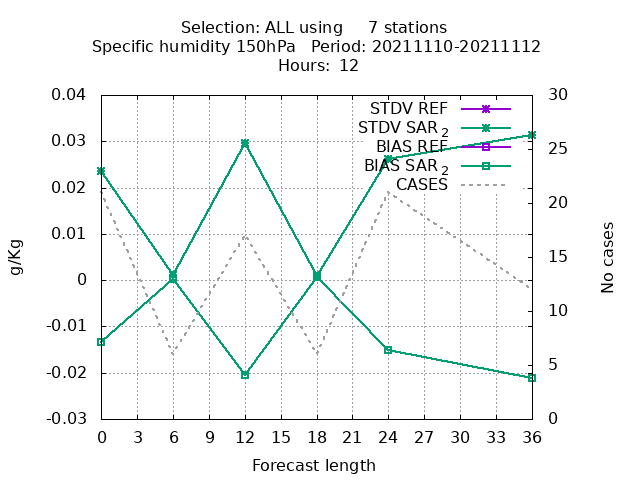 Selection: ALL using 7 stations
Specific humidity 150hPa Period: 20211110-20211112
Hours: 12
STDV REF
STDV SAR 2
BIAS REF
BIAS SAR 2
CASES
g/Kg
0.04
0.03
0.02
0.01
0
-0.01
-0.02
-0.03
No cases
30
25
20
15
10
5
0
0 3 6 9 12 15 18 21 24 27 30 33 36
Forecast length